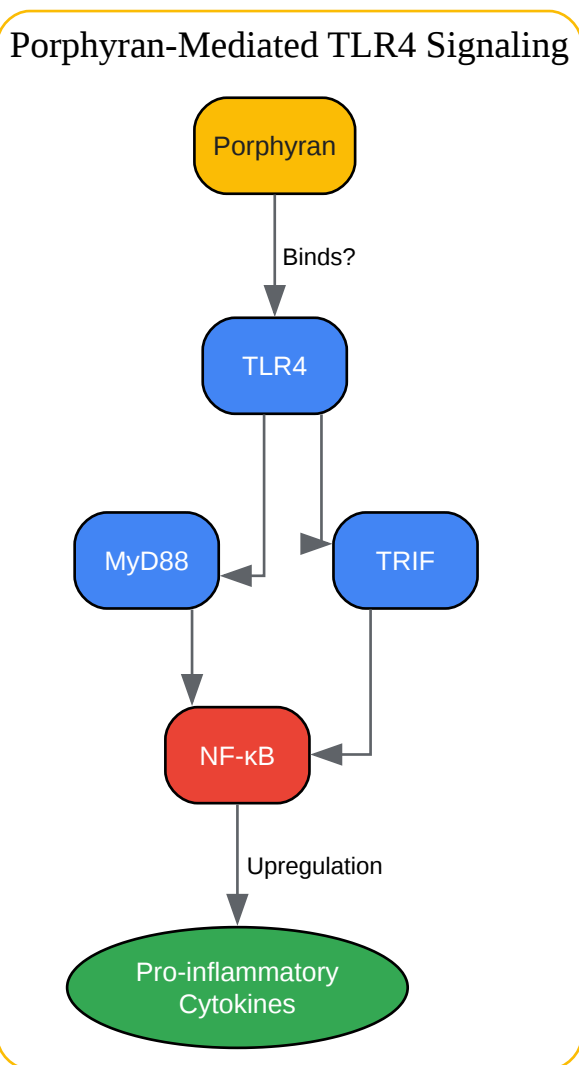 Porphyran-Mediated TLR4 Signaling
Porphyran
Binds?
TLR4
MyD88
TRIF
NF-κB
Upregulation
Pro-inflammatory
Cytokines